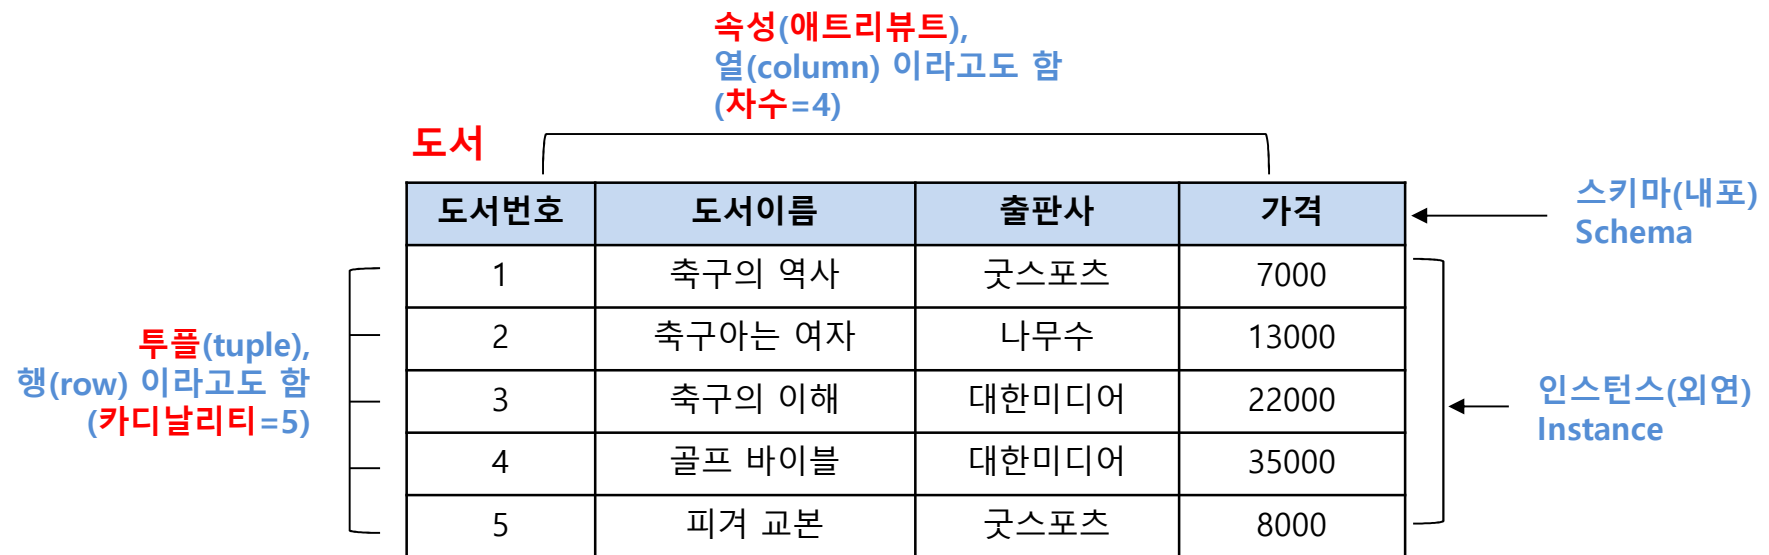 속성(애트리뷰트),
열(column) 이라고도 함
(차수=4)
도서
도서번호 도서이름 출판사 가격
1 축구의 역사 굿스포츠 7000
2 축구아는 여자 나무수 13000
3 축구의 이해 대한미디어 22000
4 골프 바이블 대한미디어 35000
5 피겨 교본 굿스포츠 8000
투플(tuple),
행(row) 이라고도 함
(카디날리티=5)
스키마(내포)
Schema
인스턴스(외연)
Instance